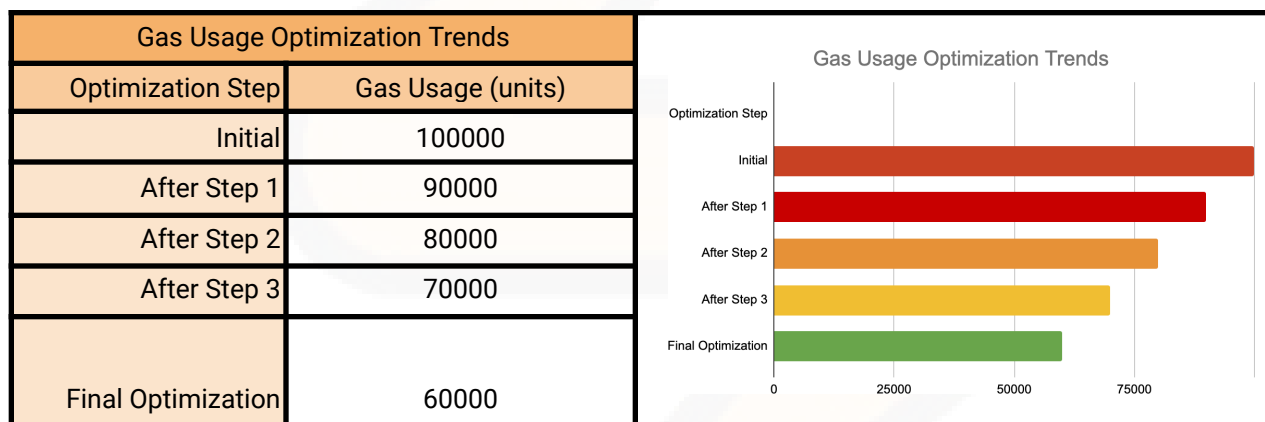 Gas Usage Optimization Trends
Optimization Step Gas Usage (units)
Initial 100000
After Step 1 90000
After Step 2 80000
After Step 3 70000
Final Optimization 60000
Gas Usage Optimization Trends
Optimization Step
Initial
After Step 1
After Step 2
After Step 3
Final Optimization
0 25000 50000 75000